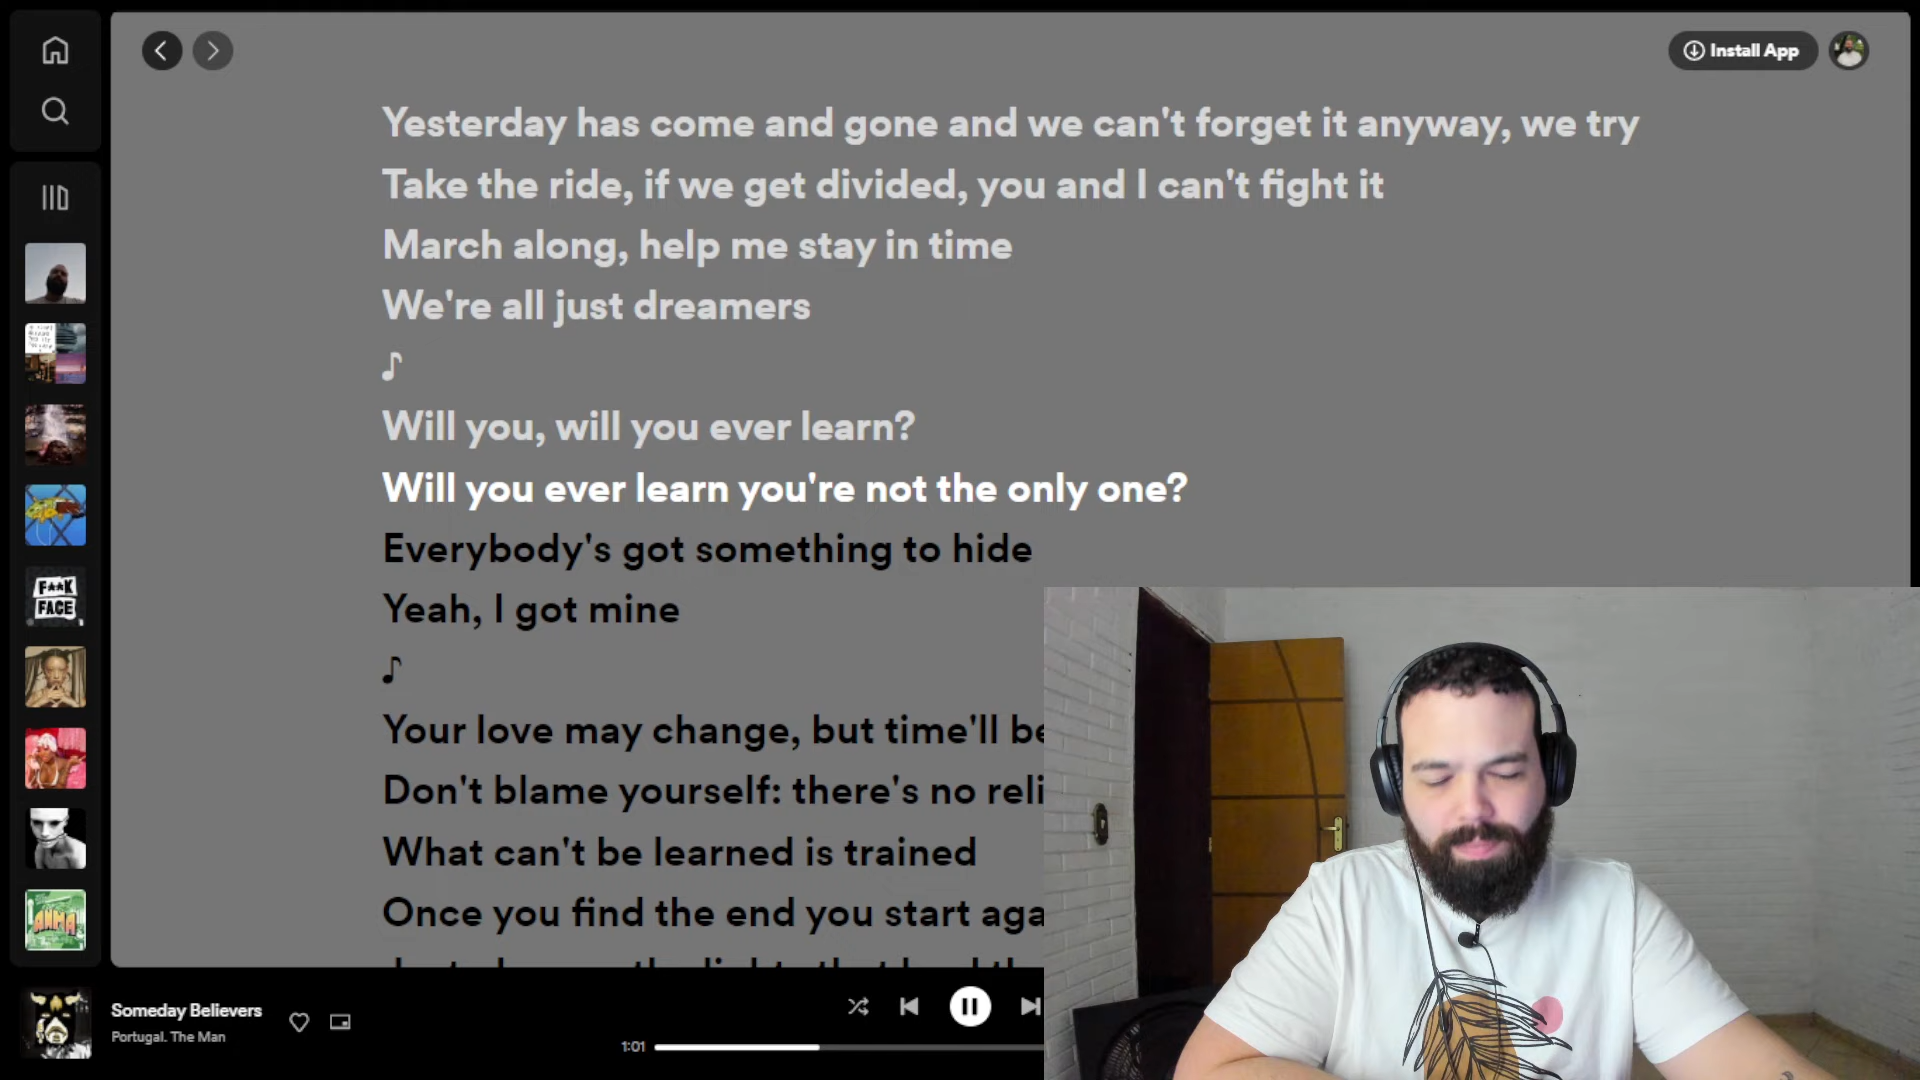 Install App
Yesterday has come and gone and we can't forget it anyway, we try
Take the ride, if we get divided, you and I can't fight it
March along, help me stay in time
We're all just dreamers
♪
Will you, will you ever learn?
Will you ever learn you're not the only one?
Everybody's got something to hide
Yeah, I got mine
♪
Your love may change, but time'll be
Don't blame yourself: there's no reli
What can't be learned is trained
Once you find the end you start aga
F**K
FACE
ANMA
Someday Believers
Portugal. The Man
1:01